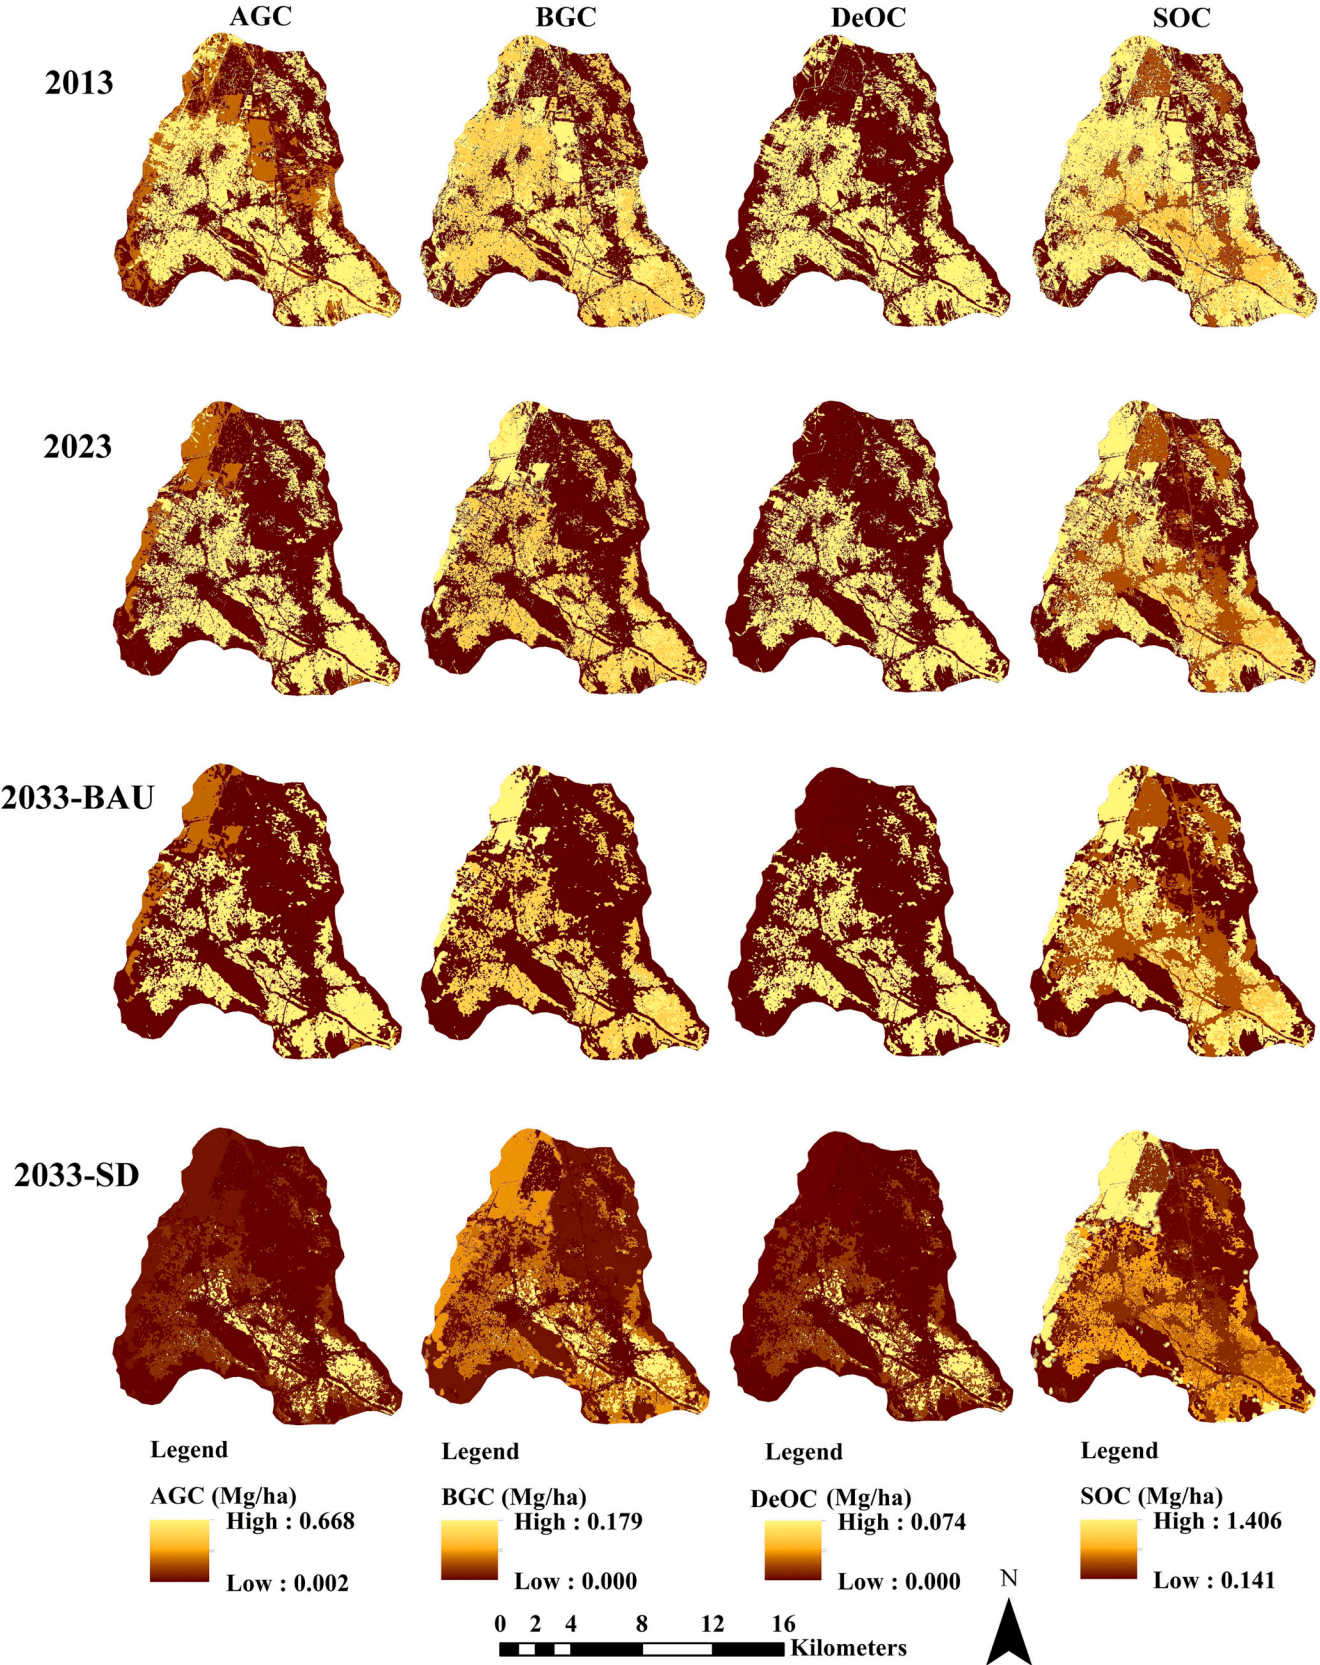 AGC BGC DeOC SOC
2013
2023
2033-BAU
2033-SD
Legend Legend Legend Legend
AGC (Mg/ha) BGC (Mg/ha) DeOC (Mg/ha) SOC (Mg/ha)
High : 0.668 High : 0.179 High : 0.074 High : 1.406
Low : 0.002 Low : 0.000 Low : 0.000 Low : 0.141
N
0 2 4 8 12 16
Kilometers